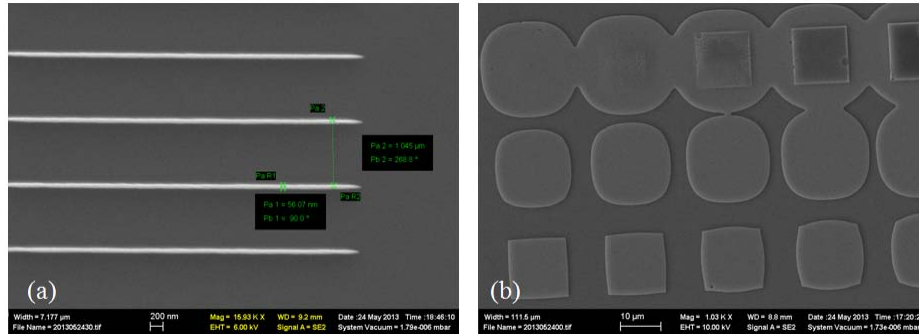 Pa 2
Pa 2 = 1.045 µm
Pb 2 = 268.8 °
Pa R1
Pa R2
Pa 1 = 56.07 nm
Pb 1 = 90.0 °
(a)
Width = 7.177 µm
200 nm
Mag = 15.93 K X
WD = 9.2 mm
Date :24 May 2013
Time :18:46:10
File Name = 2013052430.tif
EHT = 6.00 kV
Signal A = SE2
System Vacuum = 1.79e-006 mbar
(b)
Width = 111.5 µm
10 µm
Mag = 1.03 K X
WD = 8.8 mm
Date :24 May 2013
Time :17:20:2
File Name = 2013052400.tif
EHT = 10.00 kV
Signal A = SE2
System Vacuum = 1.79e-006 mbar